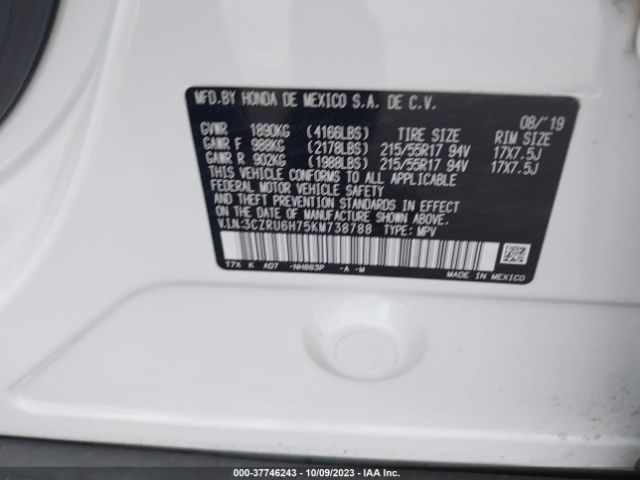 MFD.BY HONDA DE MEXICO S.A. DE C.V.
08/'19
GVWR 1890KG (4166LBS) TIRE SIZE RIM SIZE
GAWR F 988KG (2178LBS) 215/55R17 94V 17X7.5J
GAWR R 902KG (1988LBS) 215/55R17 94V 17X7.5J
THIS VEHICLE CONFORMS TO ALL APPLICABLE
FEDERAL MOTOR VEHICLE SAFETY
AND THEFT PREVENTION STANDARDS
IN EFFECT ON THE DATE OF
MANUFACTURE SHOWN ABOVE.
V.I.N:3CZRU6H75KM738788 TYPE: MPV
T7X K AD7 -NH883P -A -M
MADE IN MEXICO
000-37746243 | 10/09/2023 | IAA Inc.